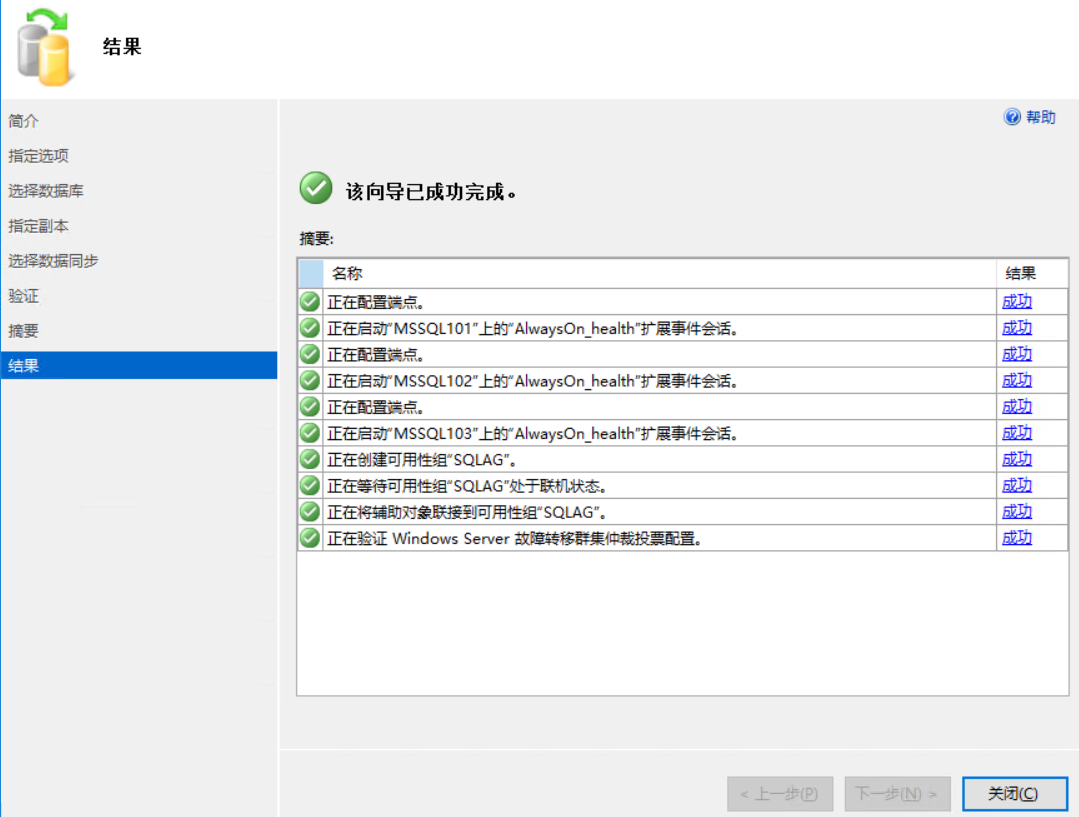 结果
简介
指定选项
选择数据库
指定副本
选择数据同步
验证
摘要
结果
帮助
该向导已成功完成。
摘要:
名称 结果
正在配置端点。 成功
正在启动“MSSQL101”上的“AlwaysOn_health”扩展事件会话。 成功
正在配置端点。 成功
正在启动“MSSQL102”上的“AlwaysOn_health”扩展事件会话。 成功
正在配置端点。 成功
正在启动“MSSQL103”上的“AlwaysOn_health”扩展事件会话。 成功
正在创建可用性组“SQLAG”。 成功
正在等待可用性组“SQLAG”处于联机状态。 成功
正在将辅助对象联接到可用性组“SQLAG”。 成功
正在验证 Windows Server 故障转移群集仲裁投票配置。 成功
< 上一步(P) 下一步(N) > 关闭(C)